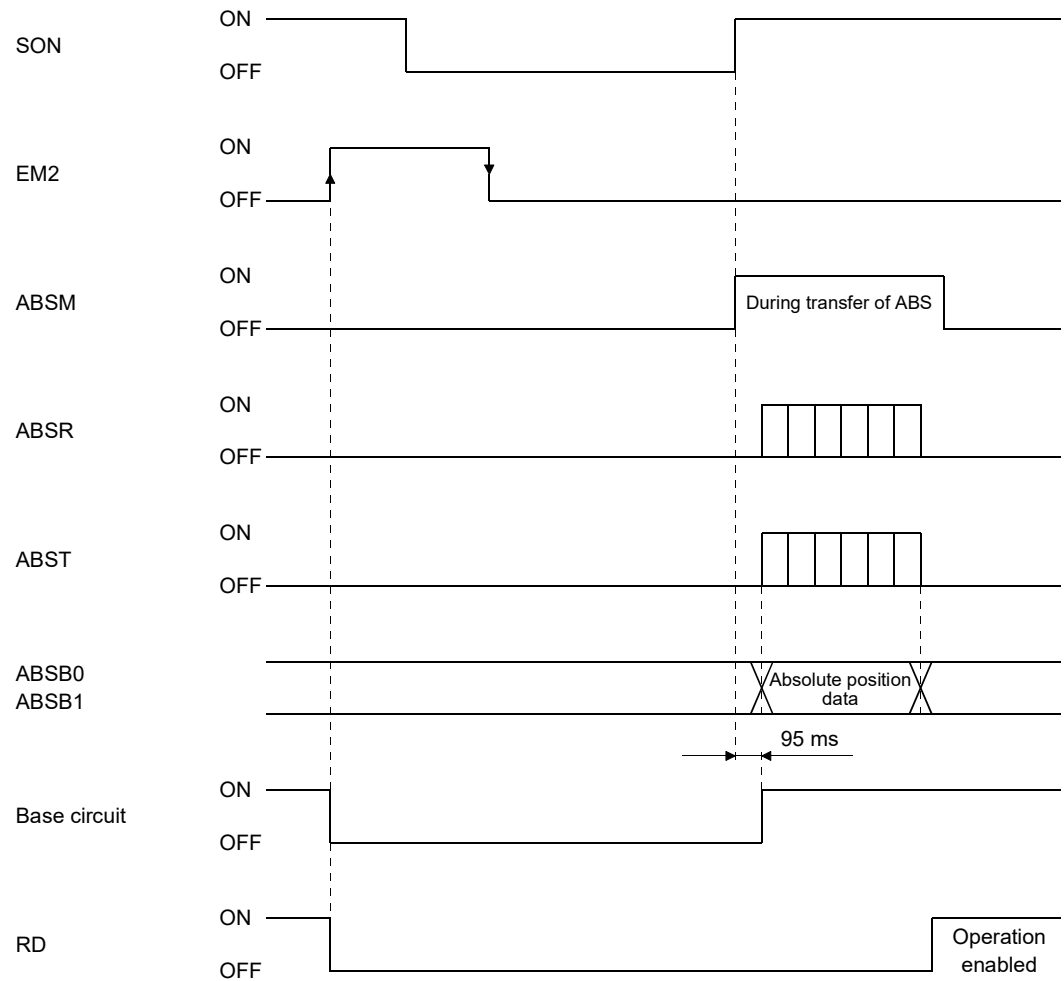 SON
ON
OFF
EM2
ON
OFF
ABSM
ON
OFF
During transfer of ABS
ABSR
ON
OFF
ABST
ON
OFF
ABSB0
ABSB1
Absolute position
data
95 ms
Base circuit
ON
OFF
RD
ON
OFF
Operation
enabled